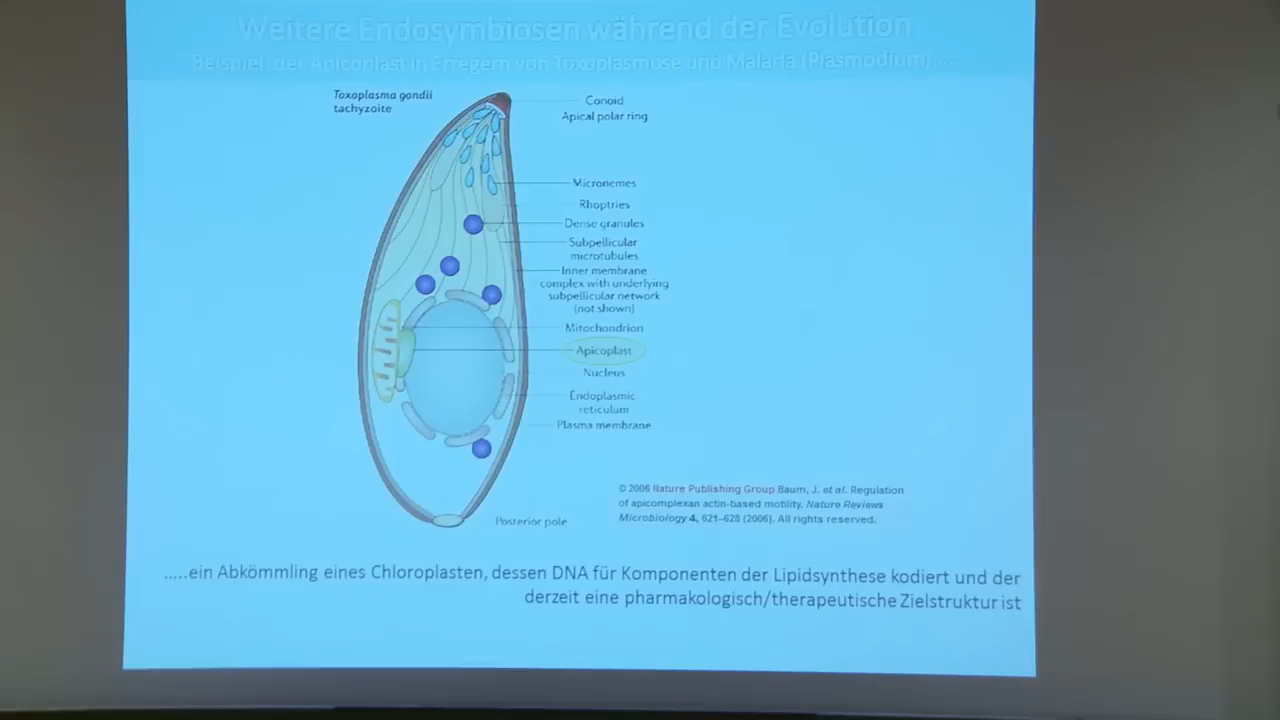 Weitere Endosymbiosen während der Evolution
Beispiel: der Apicoplast in Erregern von Toxoplasmose und Malaria (Plasmodium)....
Toxoplasma gondii
tachyzoite
Conoid
Apical polar ring
Micronemes
Rhoptries
Dense granules
Subpellicular
microtubules
Inner membrane
complex with underlying
subpellicular network
(not shown)
Mitochondrion
Apicoplast
Nucleus
Endoplasmic
reticulum
Plasma membrane
Posterior pole
© 2006 Nature Publishing Group Baum, J. et al. Regulation
of apicomplexan actin-based motility. Nature Reviews
Microbiology 4, 621–628 (2006). All rights reserved.
.....ein Abkömmling eines Chloroplasten, dessen DNA für Komponenten der Lipidsynthese kodiert und der
derzeit eine pharmakologisch/therapeutische Zielstruktur ist